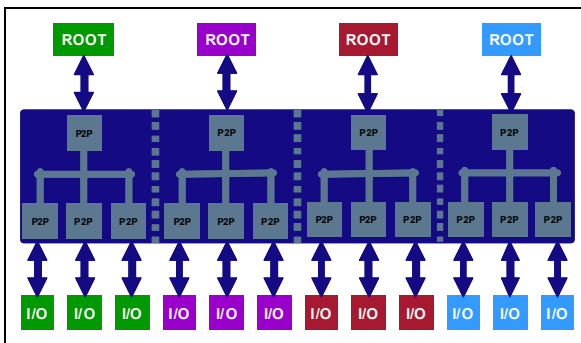 ROOT ROOT ROOT ROOT
P2P P2P P2P P2P
P2P P2P P2P P2P P2P P2P P2P P2P P2P P2P P2P P2P
I/O I/O I/O I/O I/O I/O I/O I/O I/O I/O I/O I/O